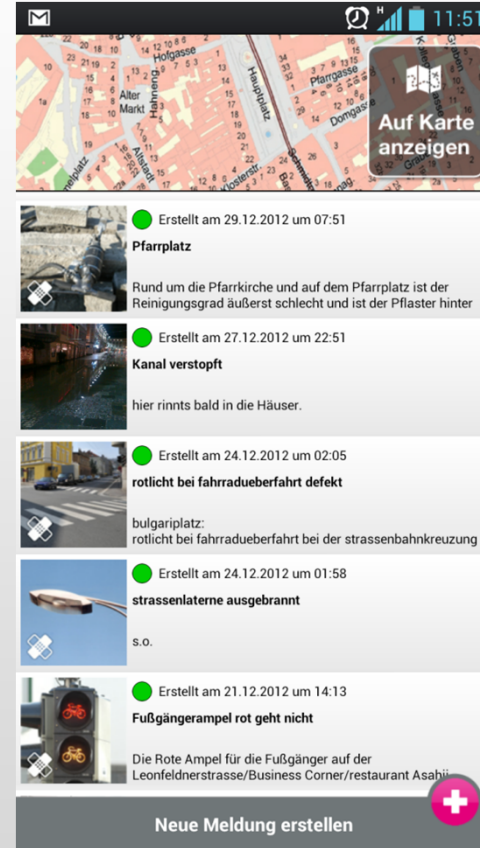 H 11:51
Hofgasse
Alter
Markt
Hahneng.
Hauptplatz
Pfarrgasse
Domgasse
Altstadt
Klosterstr.
Auf Karte
anzeigen
Erstellt am 29.12.2012 um 07:51
Pfarrplatz
Rund um die Pfarrkirche und auf dem Pfarrplatz ist der
Reinigungsgrad äußerst schlecht und ist der Pflaster hinter
Erstellt am 27.12.2012 um 22:51
Kanal verstopft
hier rinnts bald in die Häuser.
Erstellt am 24.12.2012 um 02:05
rotlicht bei fahrradueberfahrt defekt
bulgariplatz:
rotlicht bei fahrradueberfahrt bei der strassenbahnkreuzung
Erstellt am 24.12.2012 um 01:58
strassenlaterne ausgebrannt
s.o.
Erstellt am 21.12.2012 um 14:13
Fußgängerampel rot geht nicht
Die Rote Ampel für die Fußgänger auf der
Leonfeldnerstrasse/Business Corner/restaurant Asahii
Neue Meldung erstellen